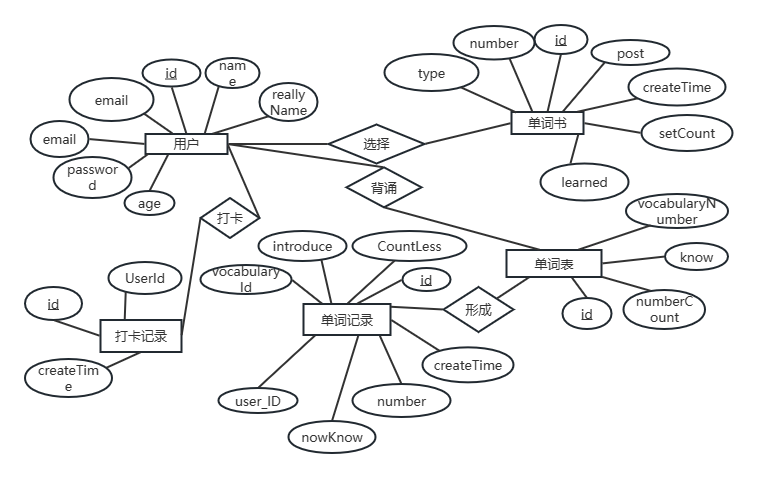 number
id
post
type
createTime
setCount
单词书
learned
id
nam
e
email
really
Name
email
用户
passwor
d
age
选择
背诵
打卡
vocabularyN
umber
know
单词表
numberC
ount
id
introduce
CountLess
vocabulary
Id
id
单词记录
形成
createTime
number
user_ID
nowKnow
UserId
id
打卡记录
createTim
e